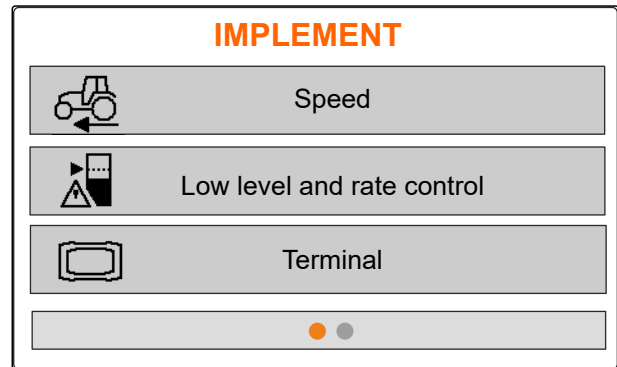 IMPLEMENT
Speed
Low level and rate control
Terminal